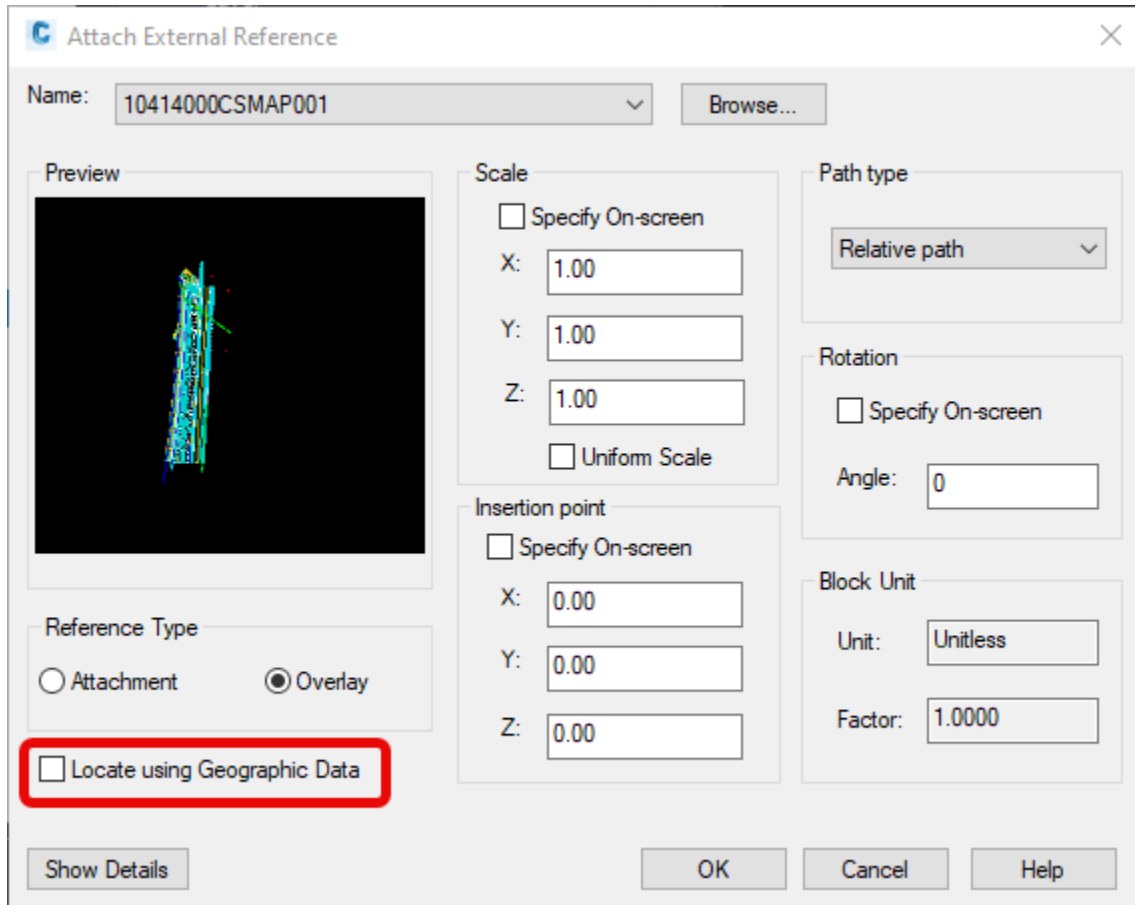 Attach External Reference
Name: 10414000CSMAP001 Browse...
Preview
Scale
Specify On-screen
X: 1.00
Y: 1.00
Z: 1.00
Uniform Scale
Path type
Relative path
Rotation
Specify On-screen
Angle: 0
Insertion point
Specify On-screen
X: 0.00
Y: 0.00
Z: 0.00
Block Unit
Unit: Unitless
Factor: 1.0000
Reference Type
Attachment Overlay
Locate using Geographic Data
Show Details OK Cancel Help